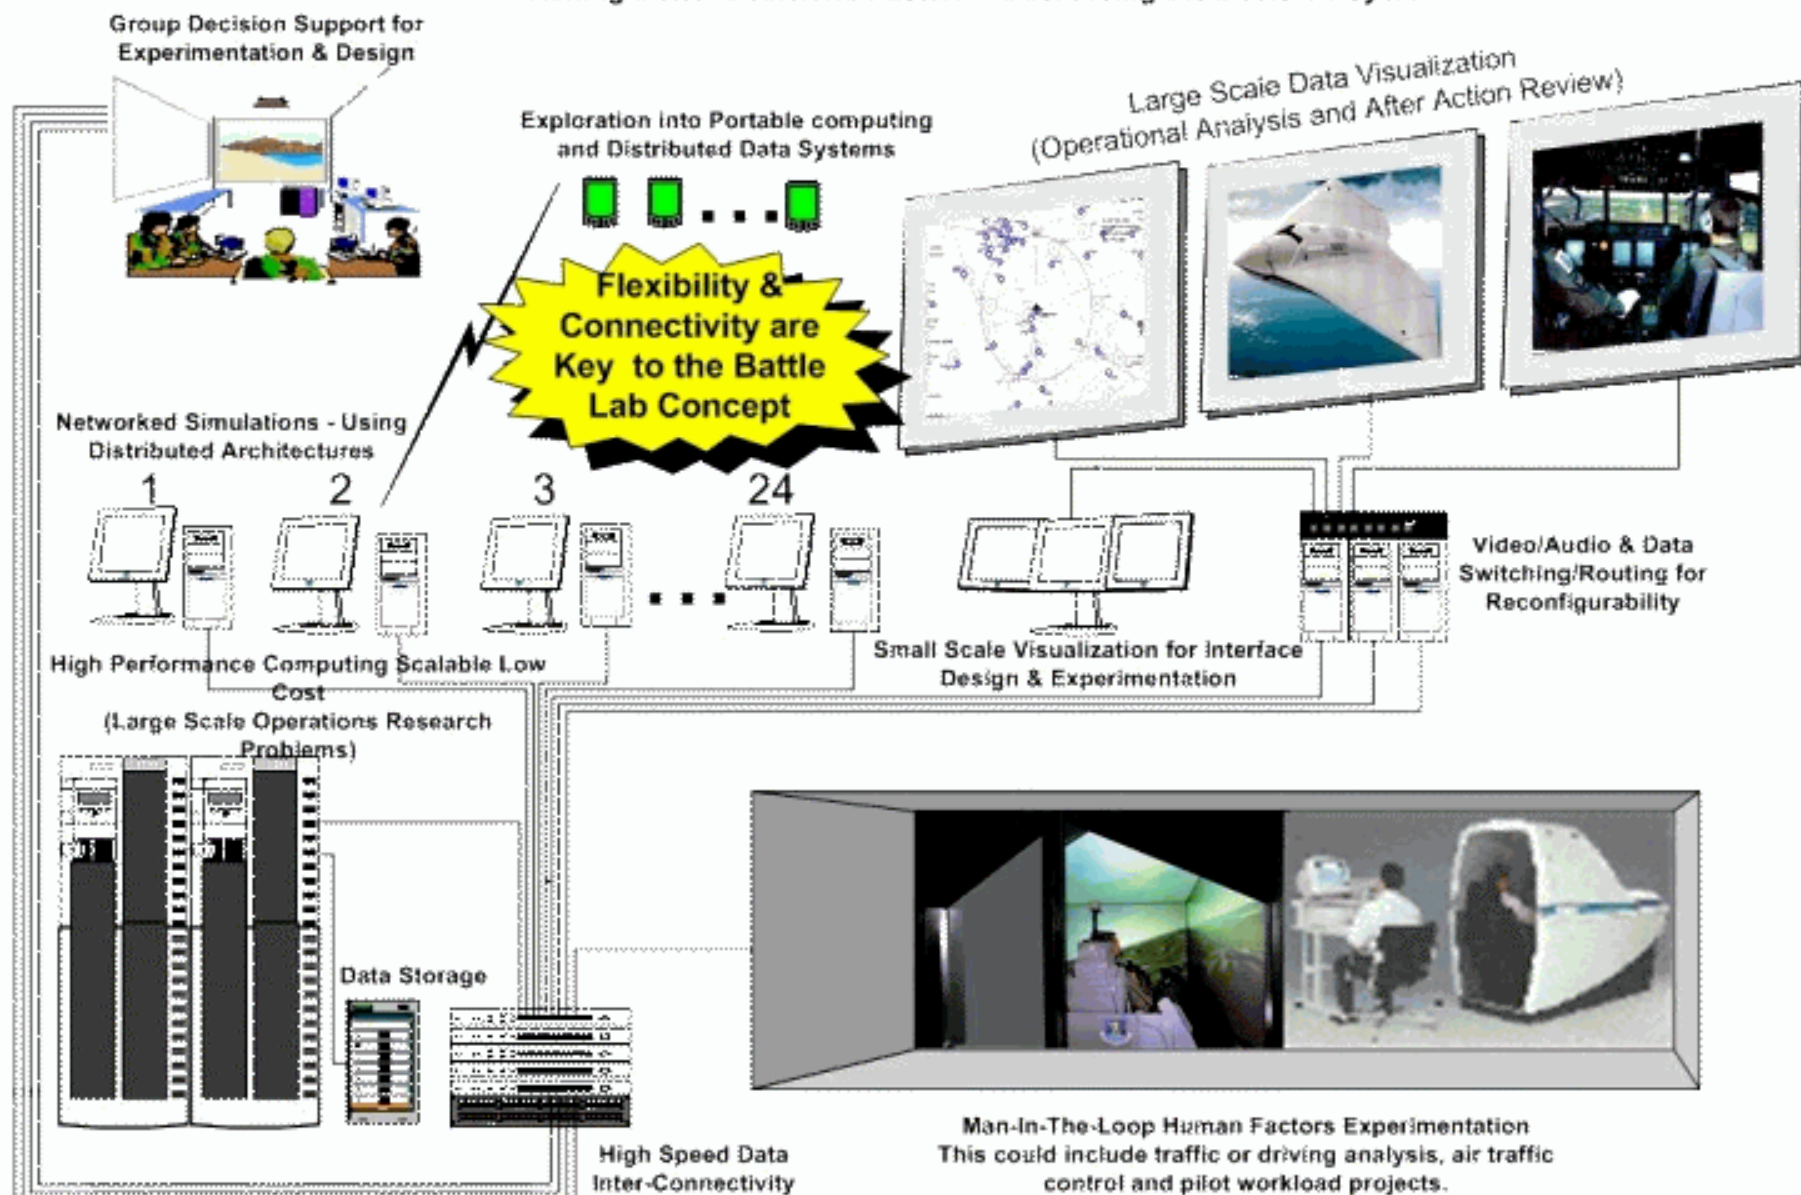 Group Decision Support for
Experimentation & Design
Exploration into Portable computing
and Distributed Data Systems
Large Scale Data Visualization
(Operational Analysis and After Action Review)
Flexibility &
Connectivity are
Key to the Battle
Lab Concept
Networked Simulations - Using
Distributed Architectures
1
2
3
24
Video/Audio & Data
Switching/Routing for
Reconfigurability
Small Scale Visualization for Interface
Design & Experimentation
High Performance Computing Scalable Low
Cost
(Large Scale Operations Research
Problems)
Data Storage
High Speed Data
Inter-Connectivity
Man-In-The-Loop Human Factors Experimentation
This could include traffic or driving analysis, air traffic
control and pilot workload projects.